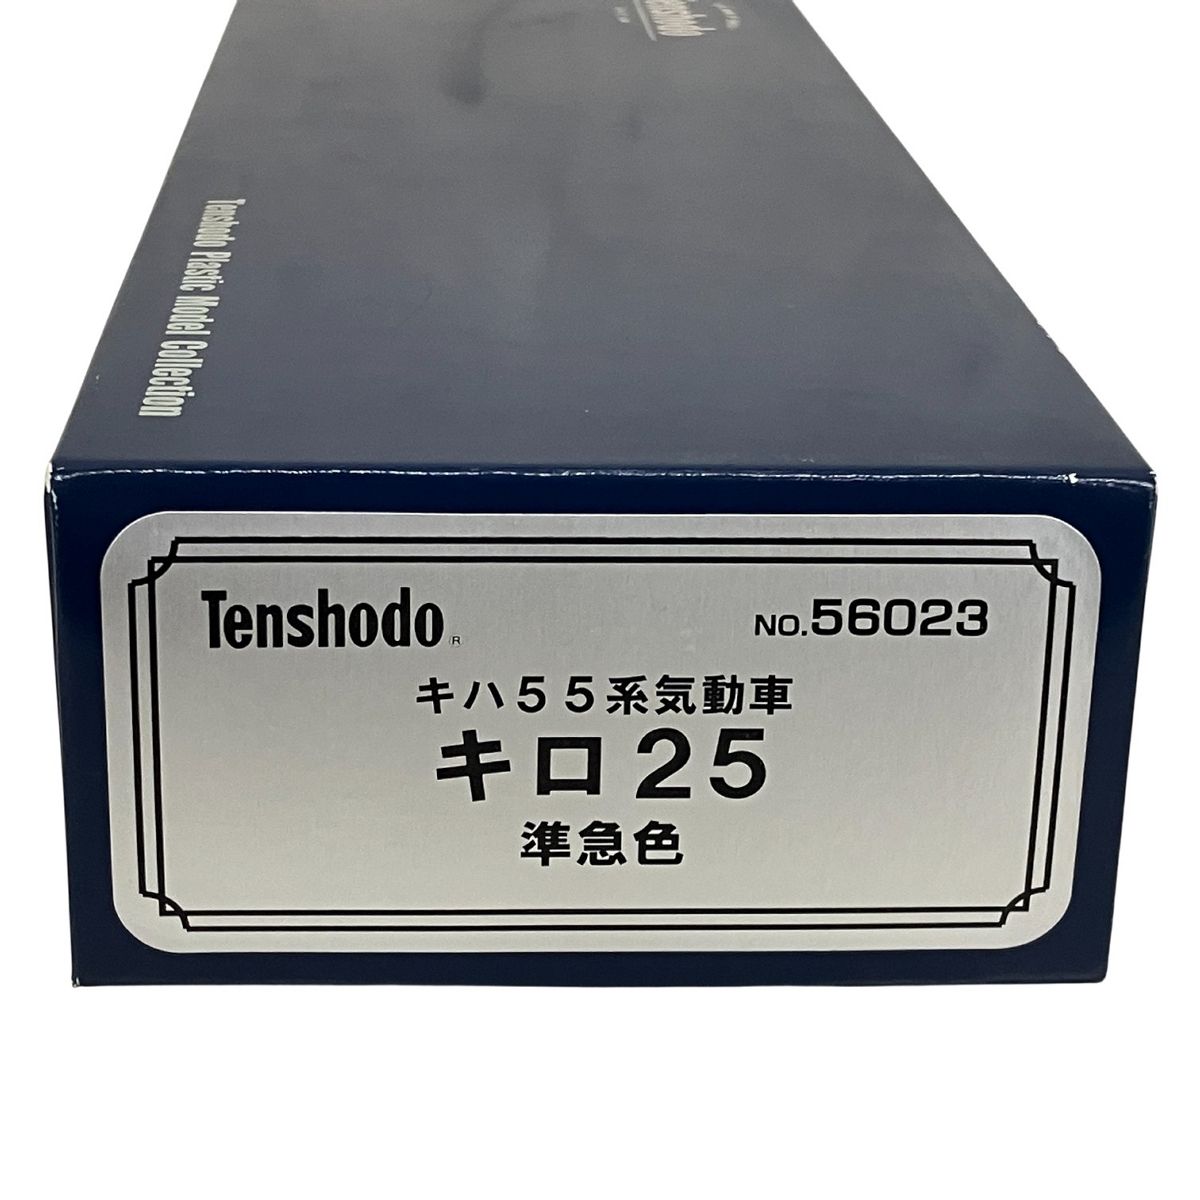 Tenshodo
Tenshodo Plastic Model Collection
Tenshodo®
NO.56023
キハ５５系気動車
キロ25
準急色